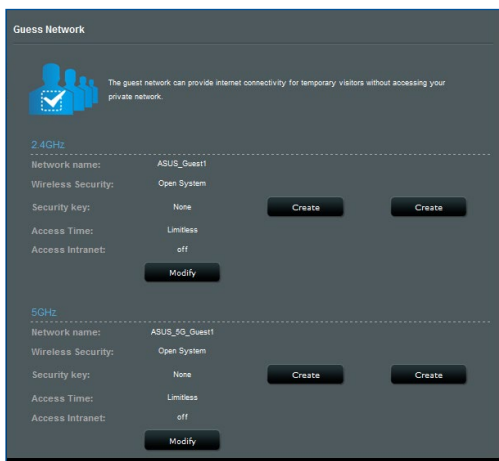 Guess Network
The guest network can provide internet connectivity for temporary visitors without accessing your
private network.
2.4GHz
Network name: ASUS_Guest1
Wireless Security: Open System
Security key: None Create Create
Access Time: Limitless
Access Intranet: off
Modify
5GHz
Network name: ASUS_5G_Guest1
Wireless Security: Open System
Security key: None Create Create
Access Time: Limitless
Access Intranet: off
Modify